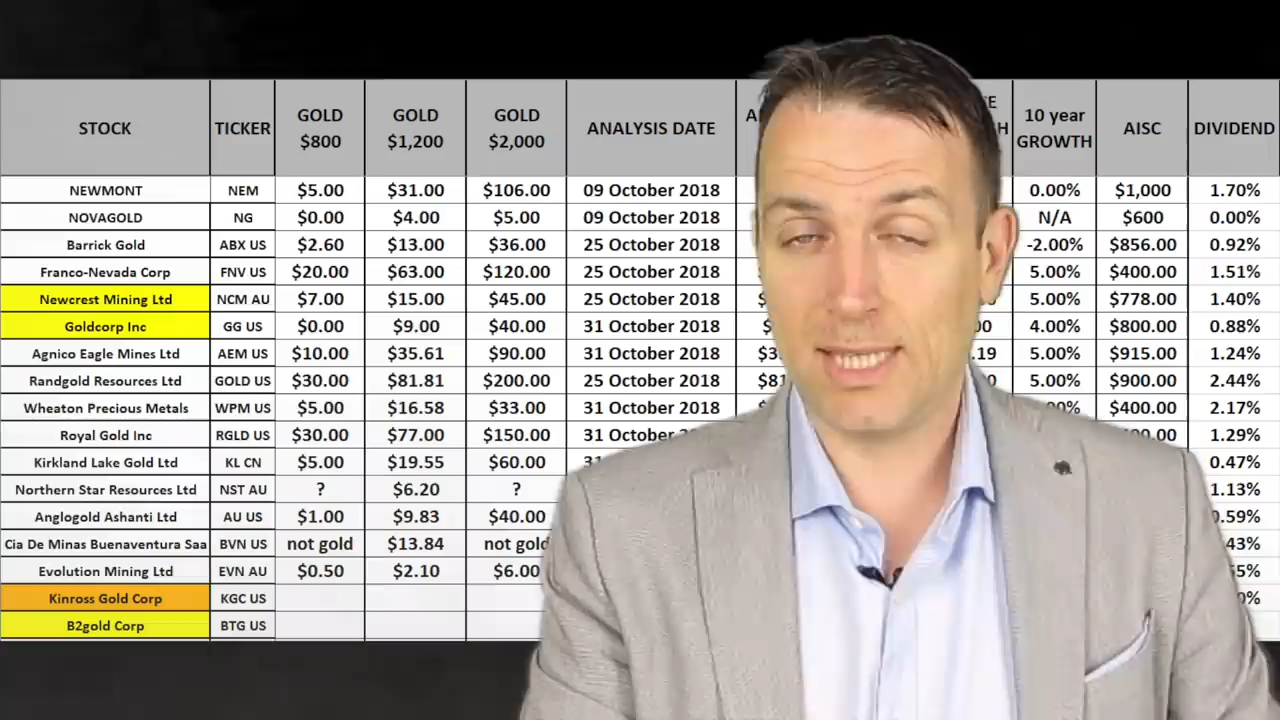 STOCK TICKER GOLD $800 GOLD $1,200 GOLD $2,000 ANALYSIS DATE 10 year GROWTH AISC DIVIDEND
NEWMONT NEM $5.00 $31.00 $106.00 09 October 2018 0.00% $1,000 1.70%
NOVAGOLD NG $0.00 $4.00 $5.00 09 October 2018 N/A $600 0.00%
Barrick Gold ABX US $2.60 $13.00 $36.00 25 October 2018 -2.00% $856.00 0.92%
Franco-Nevada Corp FNV US $20.00 $63.00 $120.00 25 October 2018 5.00% $400.00 1.51%
Newcrest Mining Ltd NCM AU $7.00 $15.00 $45.00 25 October 2018 5.00% $778.00 1.40%
Goldcorp Inc GG US $0.00 $9.00 $40.00 31 October 2018 4.00% $800.00 0.88%
Agnico Eagle Mines Ltd AEM US $10.00 $35.61 $90.00 31 October 2018 5.00% $915.00 1.24%
Randgold Resources Ltd GOLD US $30.00 $81.81 $200.00 25 October 2018 5.00% $900.00 2.44%
Wheaton Precious Metals WPM US $5.00 $16.58 $33.00 31 October 2018 $400.00 2.17%
Royal Gold Inc RGLD US $30.00 $77.00 $150.00 31 October 1.29%
Kirkland Lake Gold Ltd KL CN $5.00 $19.55 $60.00 0.47%
Northern Star Resources Ltd NST AU ? $6.20 ? 1.13%
Anglogold Ashanti Ltd AU US $1.00 $9.83 $40.00
Cia De Minas Buenaventura Saa BVN US not gold $13.84 not gold
Evolution Mining Ltd EVN AU $0.50 $2.10 $6.00
Kinross Gold Corp KGC US
B2gold Corp BTG US